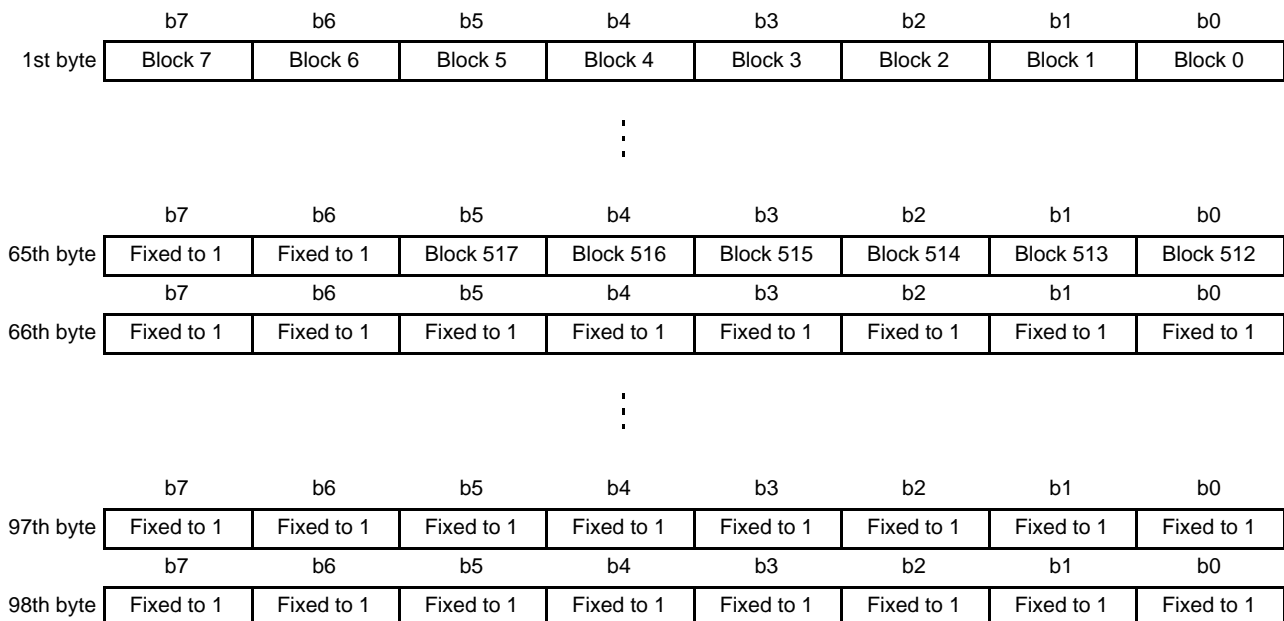 b7 b6 b5 b4 b3 b2 b1 b0
1st byte Block 7 Block 6 Block 5 Block 4 Block 3 Block 2 Block 1 Block 0
b7 b6 b5 b4 b3 b2 b1 b0
65th byte Fixed to 1 Fixed to 1 Block 517 Block 516 Block 515 Block 514 Block 513 Block 512
b7 b6 b5 b4 b3 b2 b1 b0
66th byte Fixed to 1 Fixed to 1 Fixed to 1 Fixed to 1 Fixed to 1 Fixed to 1 Fixed to 1 Fixed to 1
b7 b6 b5 b4 b3 b2 b1 b0
97th byte Fixed to 1 Fixed to 1 Fixed to 1 Fixed to 1 Fixed to 1 Fixed to 1 Fixed to 1 Fixed to 1
b7 b6 b5 b4 b3 b2 b1 b0
98th byte Fixed to 1 Fixed to 1 Fixed to 1 Fixed to 1 Fixed to 1 Fixed to 1 Fixed to 1 Fixed to 1